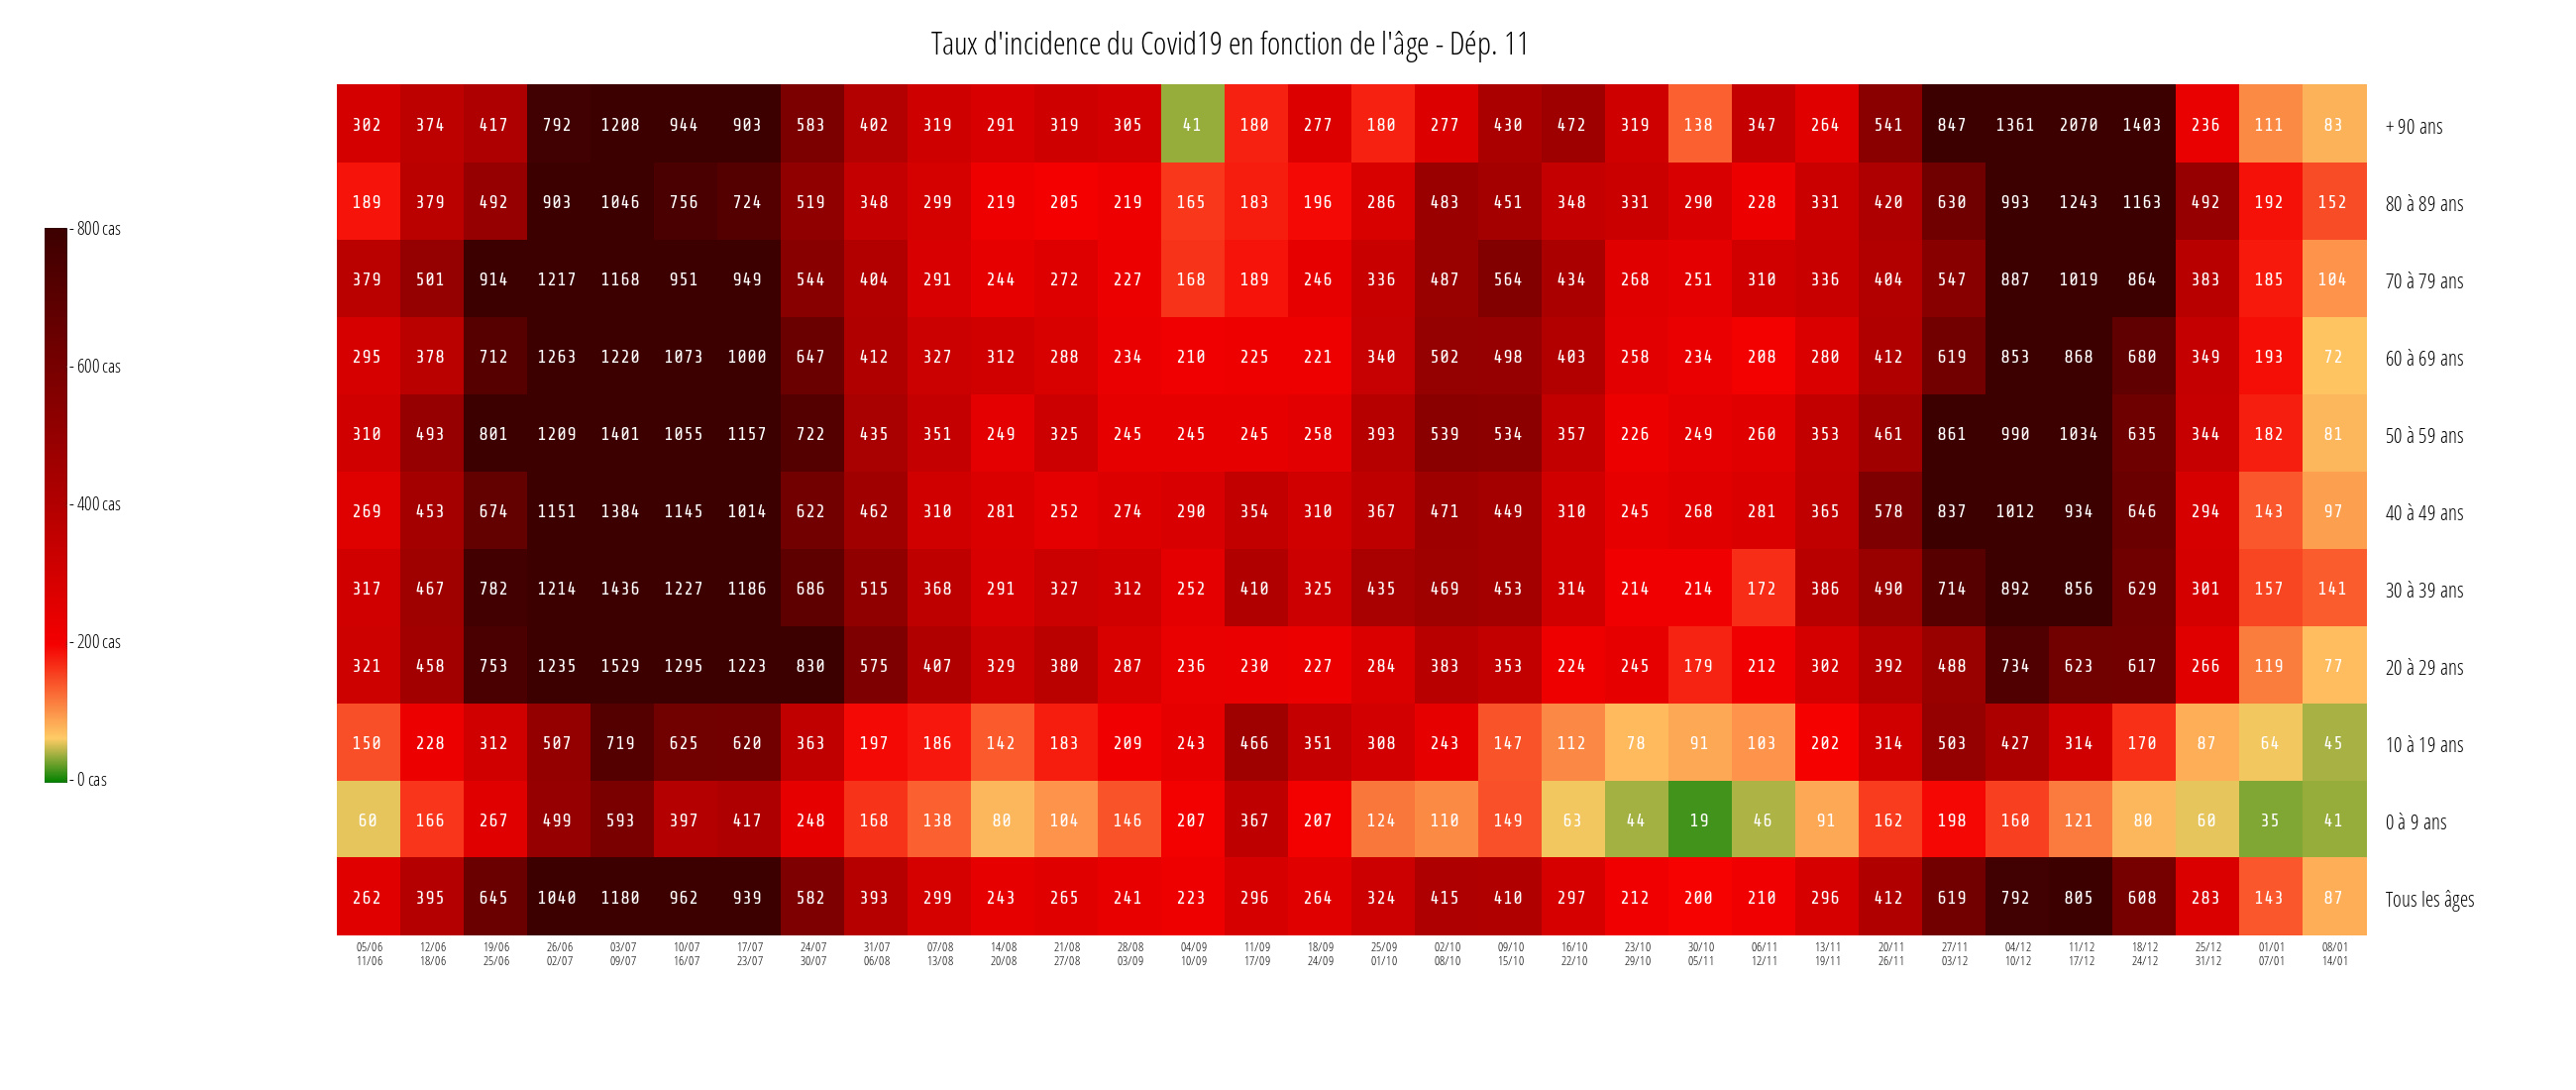 Taux d'incidence du Covid19 en fonction de l'âge - Dép. 11
- 800 cas
- 600 cas
- 400 cas
- 200 cas
- 0 cas
302 374 417 792 1208 944 903 583 402 319 291 319 305 41 180 277 180 277 430 472 319 138 347 264 541 847 1361 2070 1403 236 111 83 + 90 ans
189 379 492 903 1046 756 724 519 348 299 219 205 219 165 183 196 286 483 451 348 331 290 228 331 420 630 993 1243 1163 492 192 152 80 à 89 ans
379 501 914 1217 1168 951 949 544 404 291 244 272 227 168 189 246 336 487 564 434 268 251 310 336 404 547 887 1019 864 383 185 104 70 à 79 ans
295 378 712 1263 1220 1073 1000 647 412 327 312 288 234 210 225 221 340 502 498 403 258 234 208 280 412 619 853 868 680 349 193 72 60 à 69 ans
310 493 801 1209 1401 1055 1157 722 435 351 249 325 245 245 245 258 393 539 534 357 226 249 260 353 461 861 990 1034 635 344 182 81 50 à 59 ans
269 453 674 1151 1384 1145 1014 622 462 310 281 252 274 290 354 310 367 471 449 310 245 268 281 365 578 837 1012 934 646 294 143 97 40 à 49 ans
317 467 782 1214 1436 1227 1186 686 515 368 291 327 312 252 410 325 435 469 453 314 214 214 172 386 490 714 892 856 629 301 157 141 30 à 39 ans
321 458 753 1235 1529 1295 1223 830 575 407 329 380 287 236 230 227 284 383 353 224 245 179 212 302 392 488 734 623 617 266 119 77 20 à 29 ans
150 228 312 507 719 625 620 363 197 186 142 183 209 243 466 351 308 243 147 112 78 91 103 202 314 503 427 314 170 87 64 45 10 à 19 ans
60 166 267 499 593 397 417 248 168 138 80 104 146 207 367 207 124 110 149 63 44 19 46 91 162 198 160 121 80 60 35 41 0 à 9 ans
262 395 645 1040 1180 962 939 582 393 299 243 265 241 223 296 264 324 415 410 297 212 200 210 296 412 619 792 805 608 283 143 87 Tous les âges
05/06 12/06 19/06 26/06 03/07 10/07 17/07 24/07 31/07 07/08 14/08 21/08 28/08 04/09 11/09 18/09 25/09 02/10 09/10 16/10 23/10 30/10 06/11 13/11 20/11 27/11 04/12 11/12 18/12 25/12 01/01 08/01
11/06 18/06 25/06 02/07 09/07 16/07 23/07 30/07 06/08 13/08 20/08 27/08 03/09 10/09 17/09 24/09 01/10 08/10 15/10 22/10 29/10 05/11 12/11 19/11 26/11 03/12 10/12 17/12 24/12 31/12 07/01 14/01